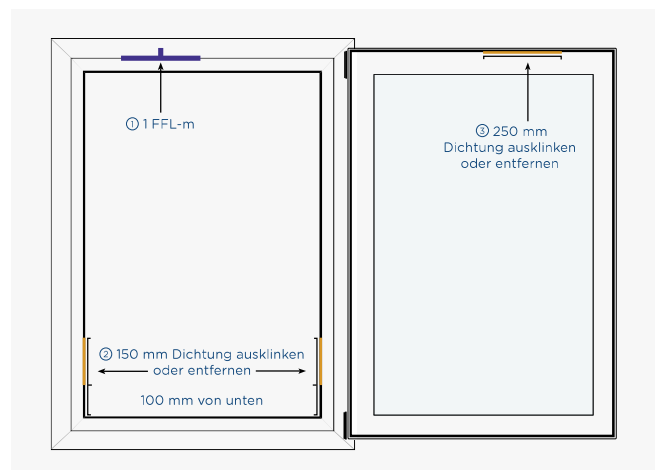 ① 1 FFL-m
③ 250 mm
Dichtung ausklinken
oder entfernen
② 150 mm Dichtung ausklinken
oder entfernen
100 mm von unten